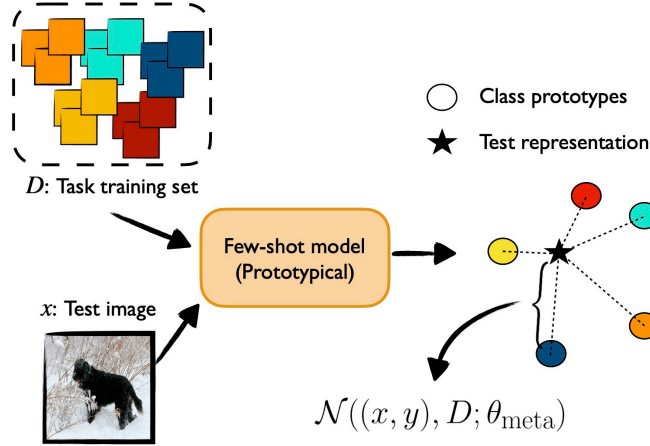 Class prototypes
Test representation
D: Task training set
Few-shot model
(Prototypical)
x: Test image
𝒩((x, y), D; θ_meta)